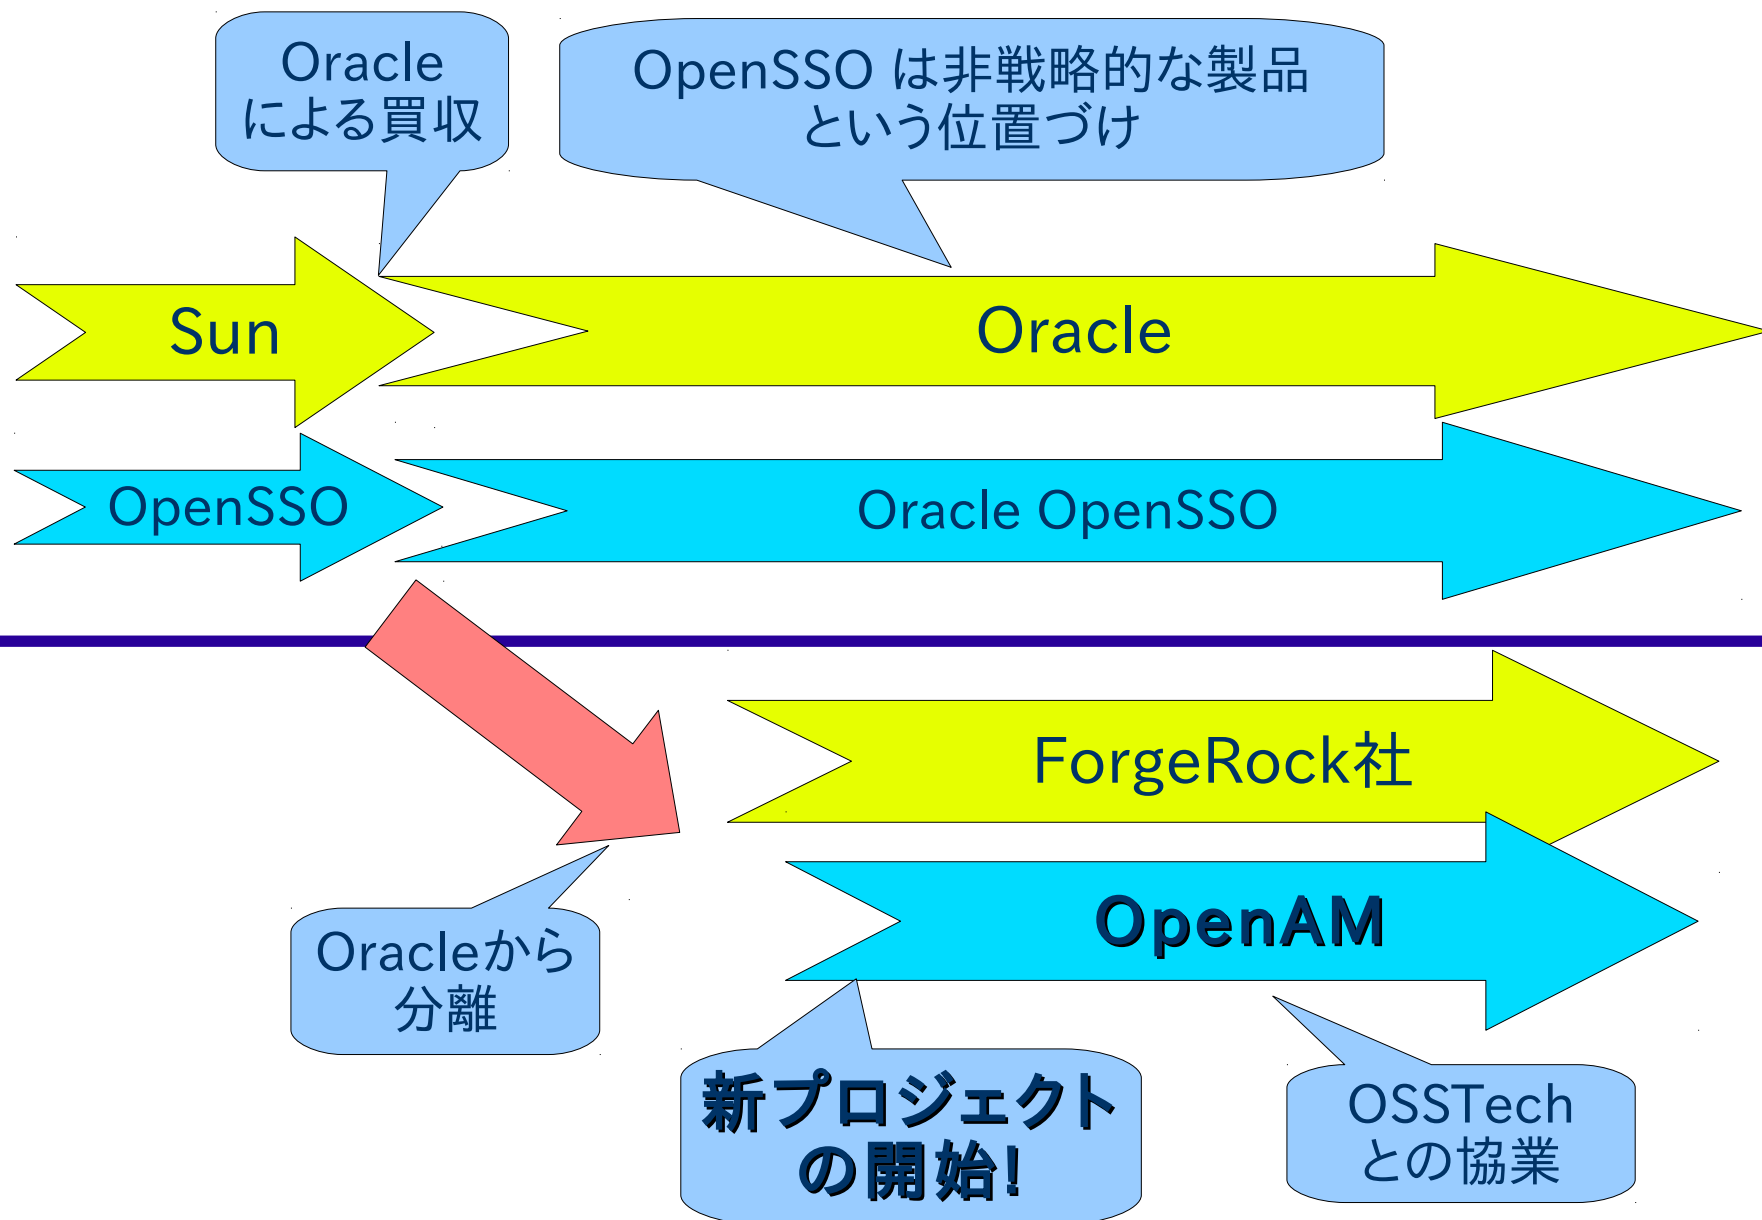 Oracle
による買収
OpenSSO は非戦略的な製品
という位置づけ
Sun
Oracle
OpenSSO
Oracle OpenSSO
ForgeRock社
OpenAM
Oracleから
分離
新プロジェクト
の開始!
OSSTech
との協業